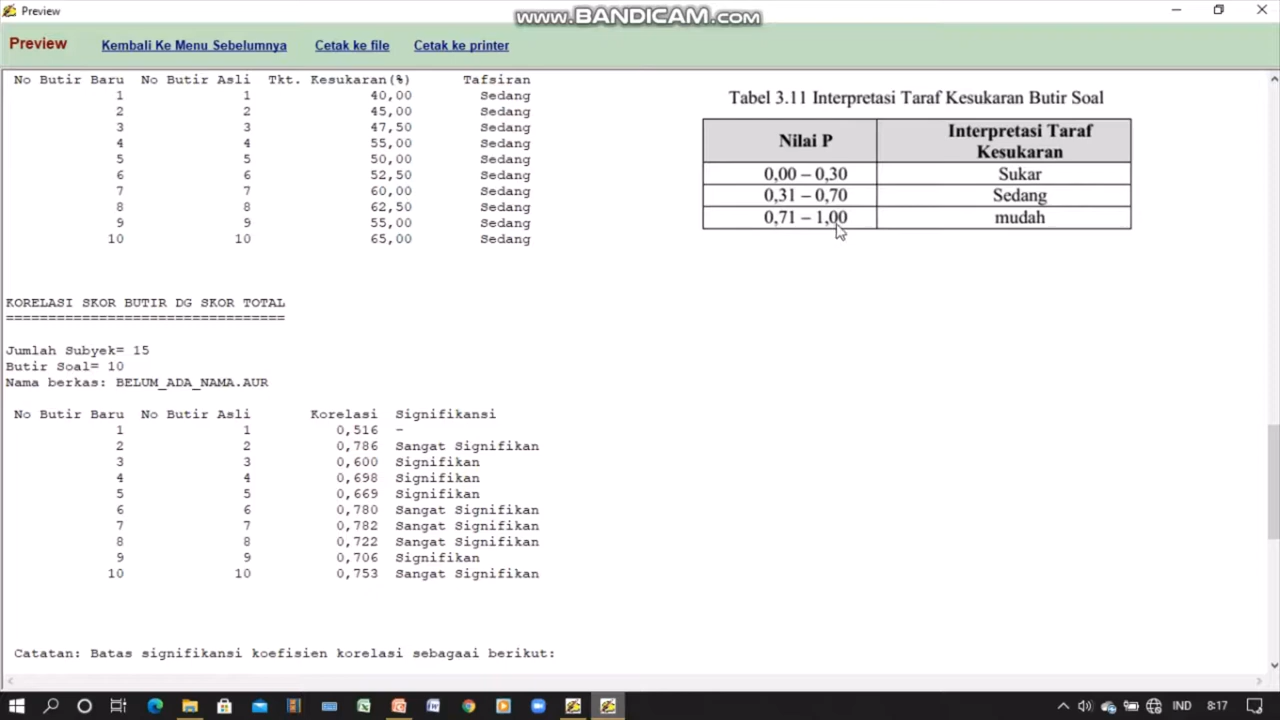 Preview
www.BANDICAM.com
Preview Kembali Ke Menu Sebelumnya Cetak ke file Cetak ke printer
No Butir Baru No Butir Asli Tkt. Kesukaran(%) Tafsiran
1 1 40,00 Sedang
2 2 45,00 Sedang
3 3 47,50 Sedang
4 4 55,00 Sedang
5 5 50,00 Sedang
6 6 52,50 Sedang
7 7 60,00 Sedang
8 8 62,50 Sedang
9 9 55,00 Sedang
10 10 65,00 Sedang
Tabel 3.11 Interpretasi Taraf Kesukaran Butir Soal
Nilai P Interpretasi Taraf
Kesukaran
0,00 – 0,30 Sukar
0,31 – 0,70 Sedang
0,71 – 1,00 mudah
KORELASI SKOR BUTIR DG SKOR TOTAL
=================================
Jumlah Subyek= 15
Butir Soal= 10
Nama berkas: BELUM_ADA_NAMA.AUR
No Butir Baru No Butir Asli Korelasi Signifikansi
1 1 0,516 -
2 2 0,786 Sangat Signifikan
3 3 0,600 Signifikan
4 4 0,698 Signifikan
5 5 0,669 Signifikan
6 6 0,780 Sangat Signifikan
7 7 0,782 Sangat Signifikan
8 8 0,722 Sangat Signifikan
9 9 0,706 Signifikan
10 10 0,753 Sangat Signifikan
Catatan: Batas signifikansi koefisien korelasi sebagaai berikut:
IND 8:17